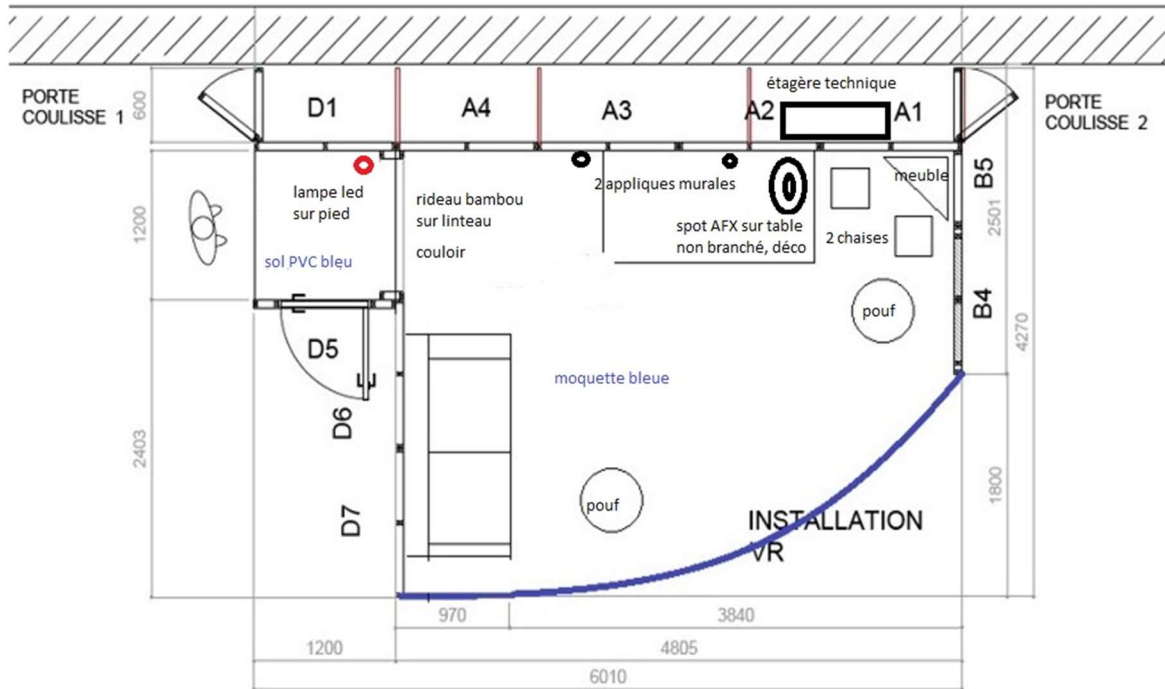 étagère technique
PORTE
COULISSE 1
600
D1
A4
A3
A2
A1
PORTE
COULISSE 2
lampe led
sur pied
rideau bambou
sur linteau
couloir
2 appliques murales
meuble
B5
1200
spot AFX sur table
non branché, déco
2 chaises
2501
sol PVC bleu
B4
pouf
4270
D5
moquette bleue
D6
2403
D7
pouf
1800
INSTALLATION
VR
970
3840
1200
4805
6010